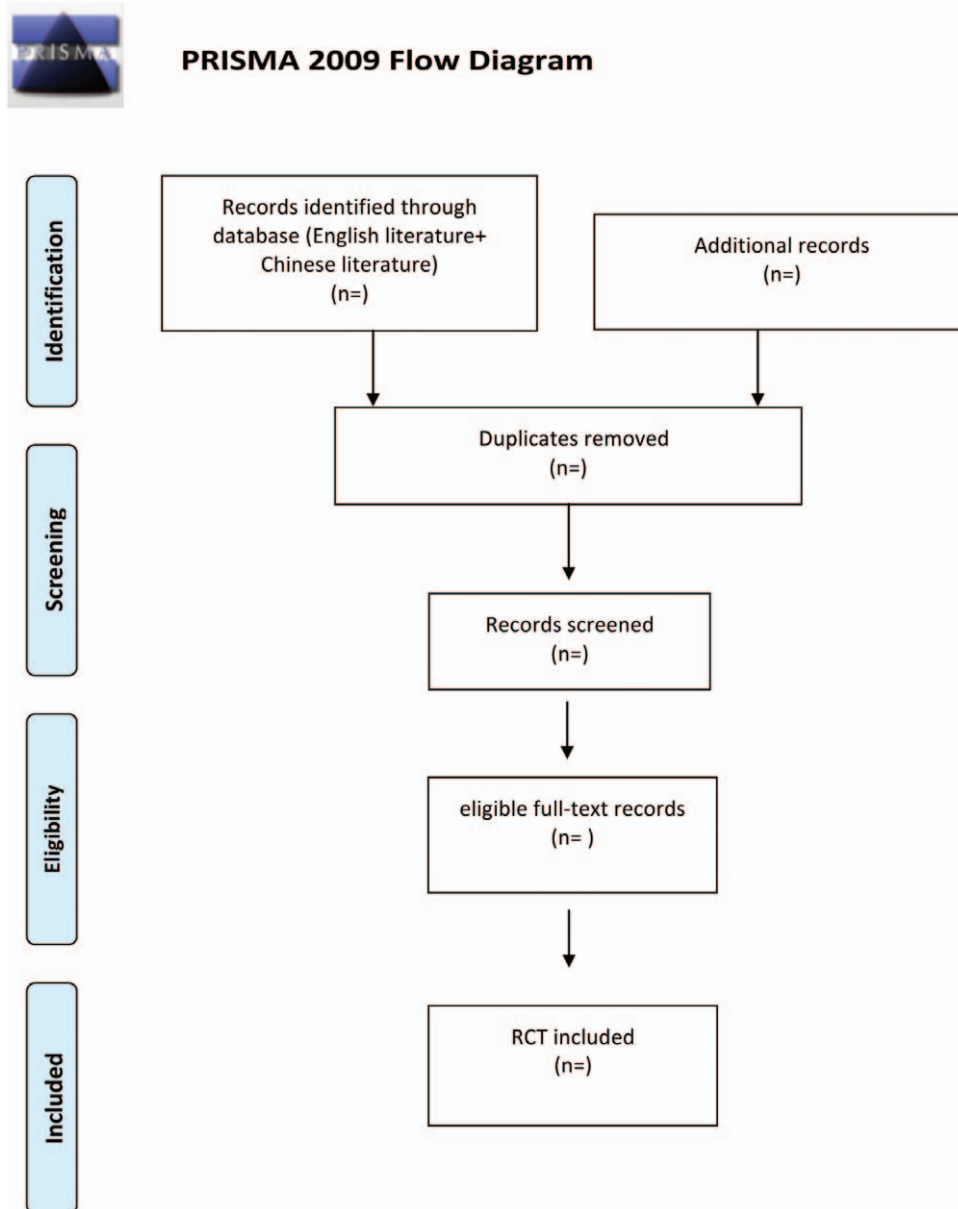 PRISMA
PRISMA 2009 Flow Diagram
Identification
Records identified through
database (English literature+
Chinese literature)
(n=)
Additional records
(n=)
Screening
Duplicates removed
(n=)
Records screened
(n=)
Eligibility
eligible full-text records
(n= )
Included
RCT included
(n=)